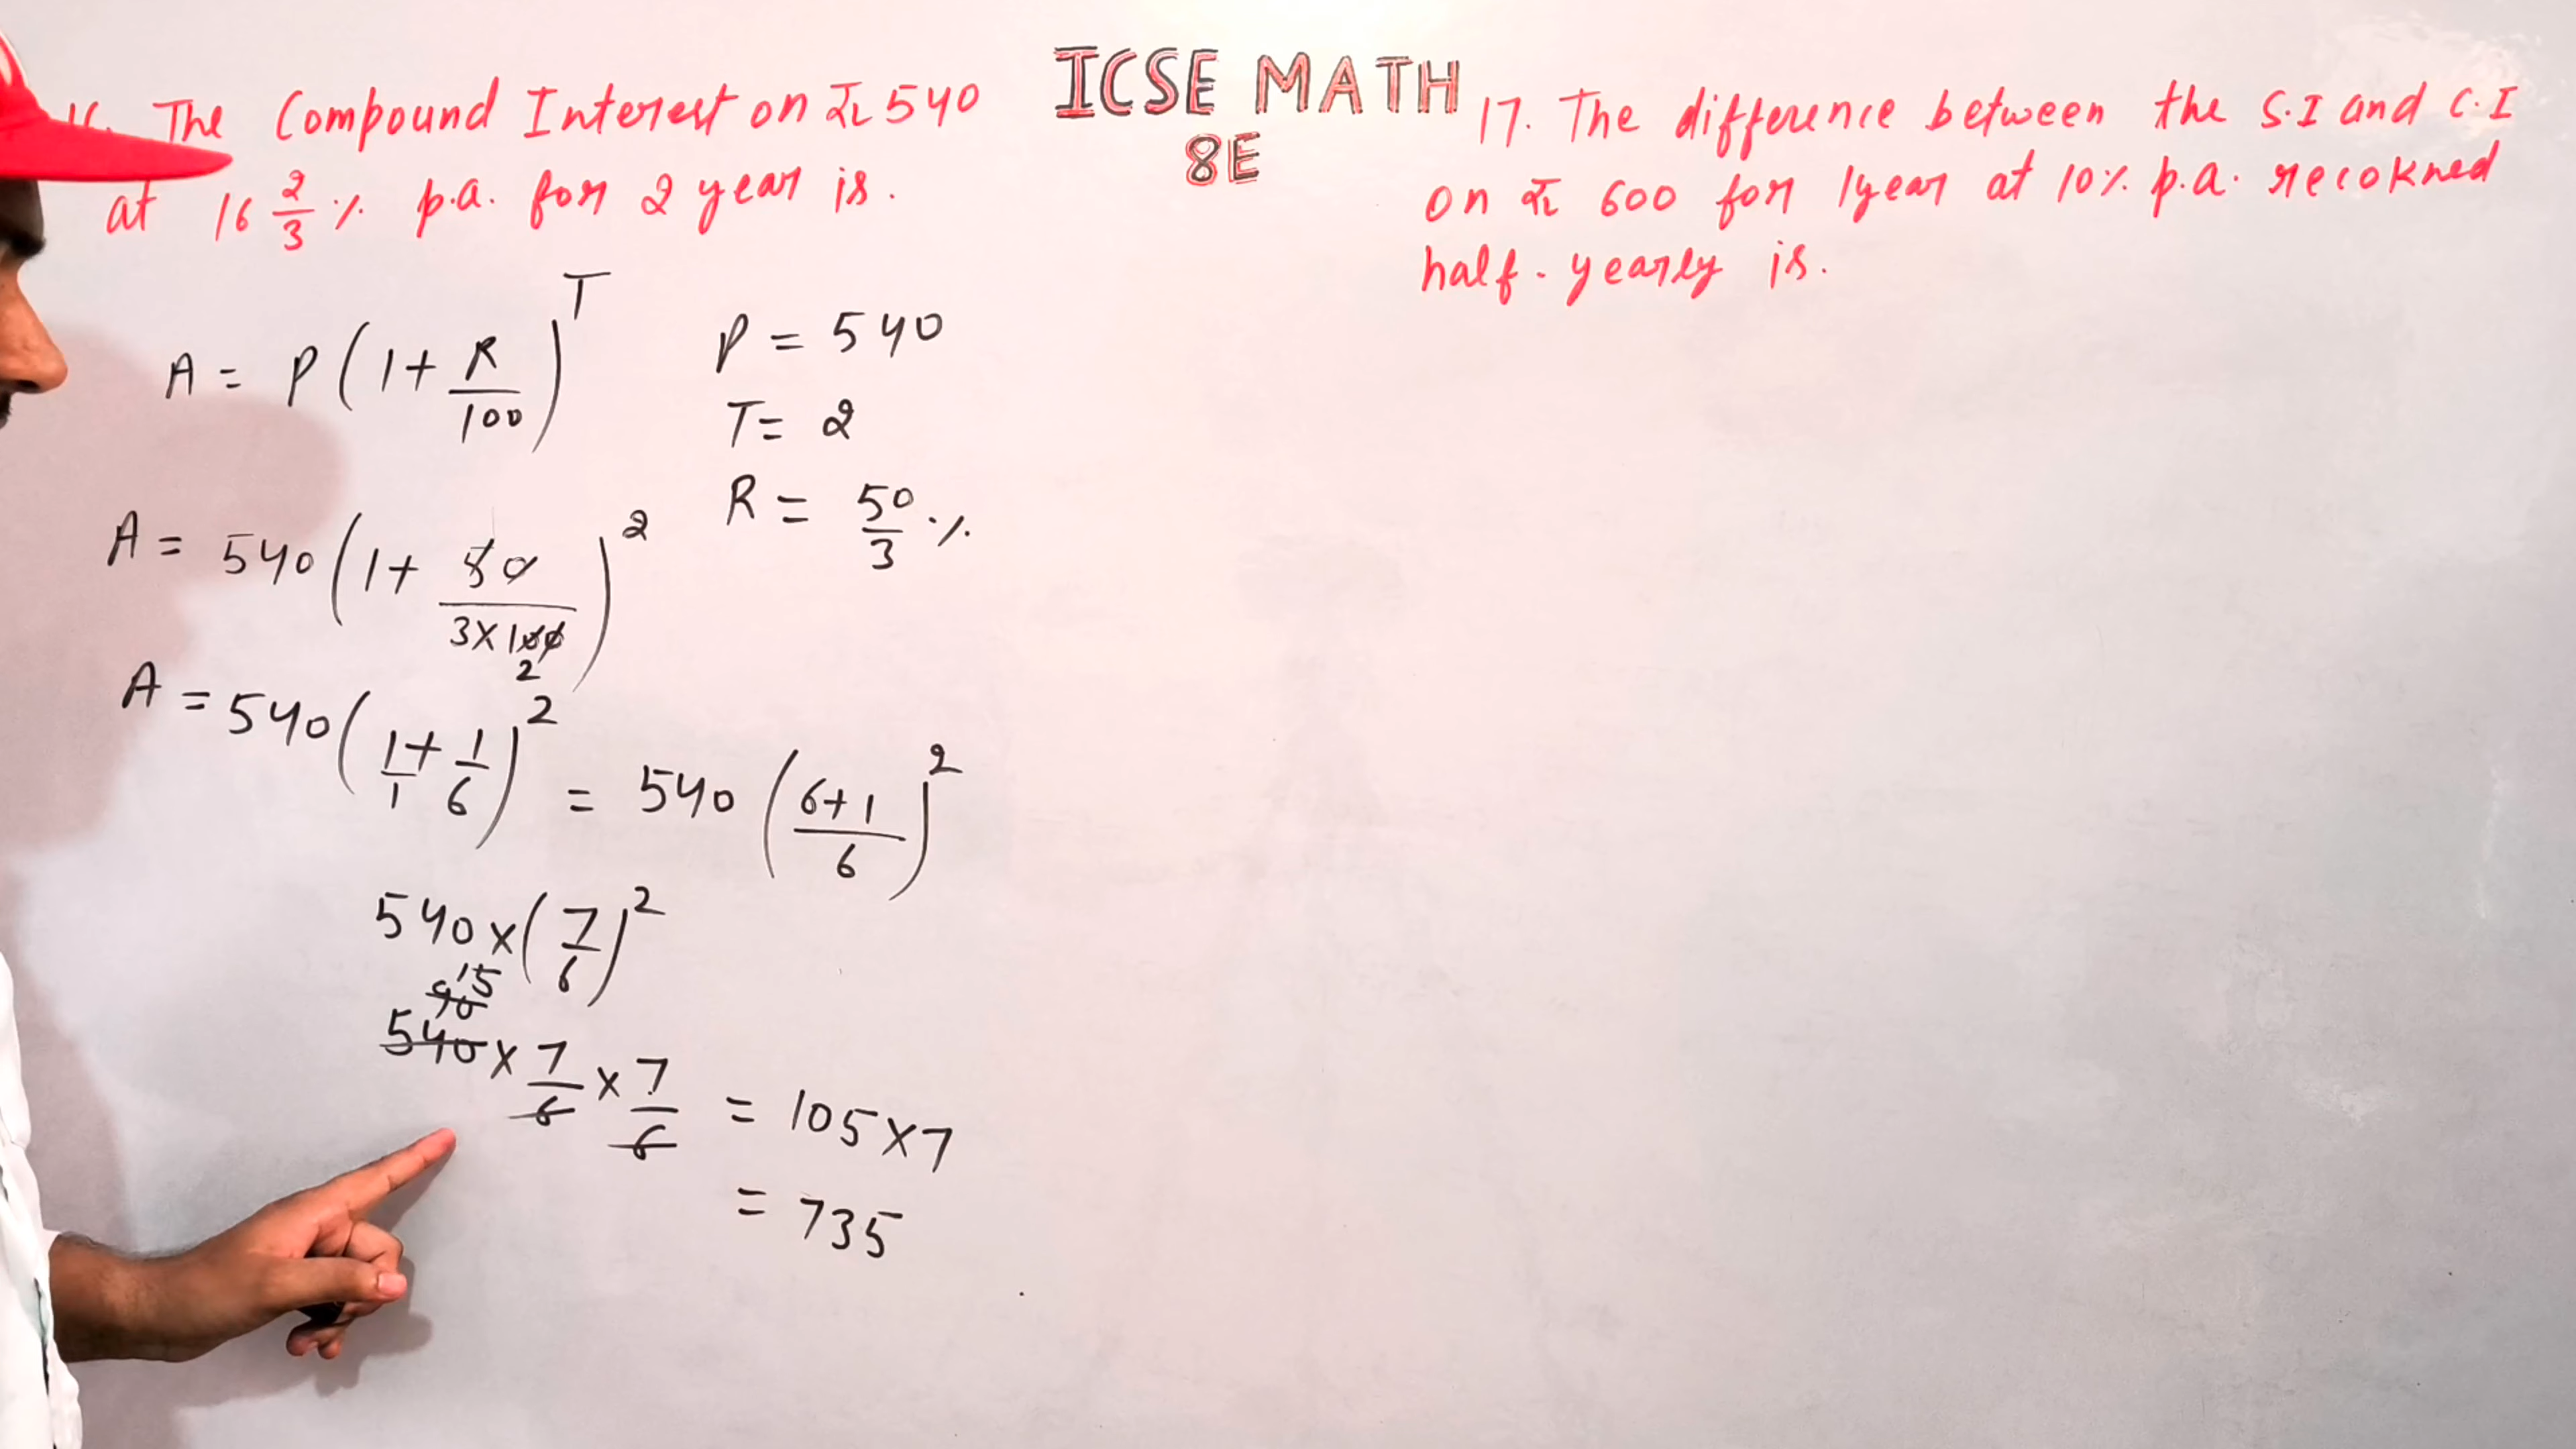 ICSE MATH
8E
16. The Compound Interest on ₹ 540
at 16 2/3 % p.a. for 2 year is.
A = P(1+ R/100)^T
P = 540
T = 2
R = 50/3 %
A = 540(1+ 50/3×100)^2
2
A = 540(1/1 + 1/6)^2 = 540(6+1/6)^2
540×(7/6)^2
15
90
540×7/6×7/6 = 105×7
= 735
17. The difference between the S.I and C.I
on ₹ 600 for 1year at 10% p.a. recokned
half-yearly is.